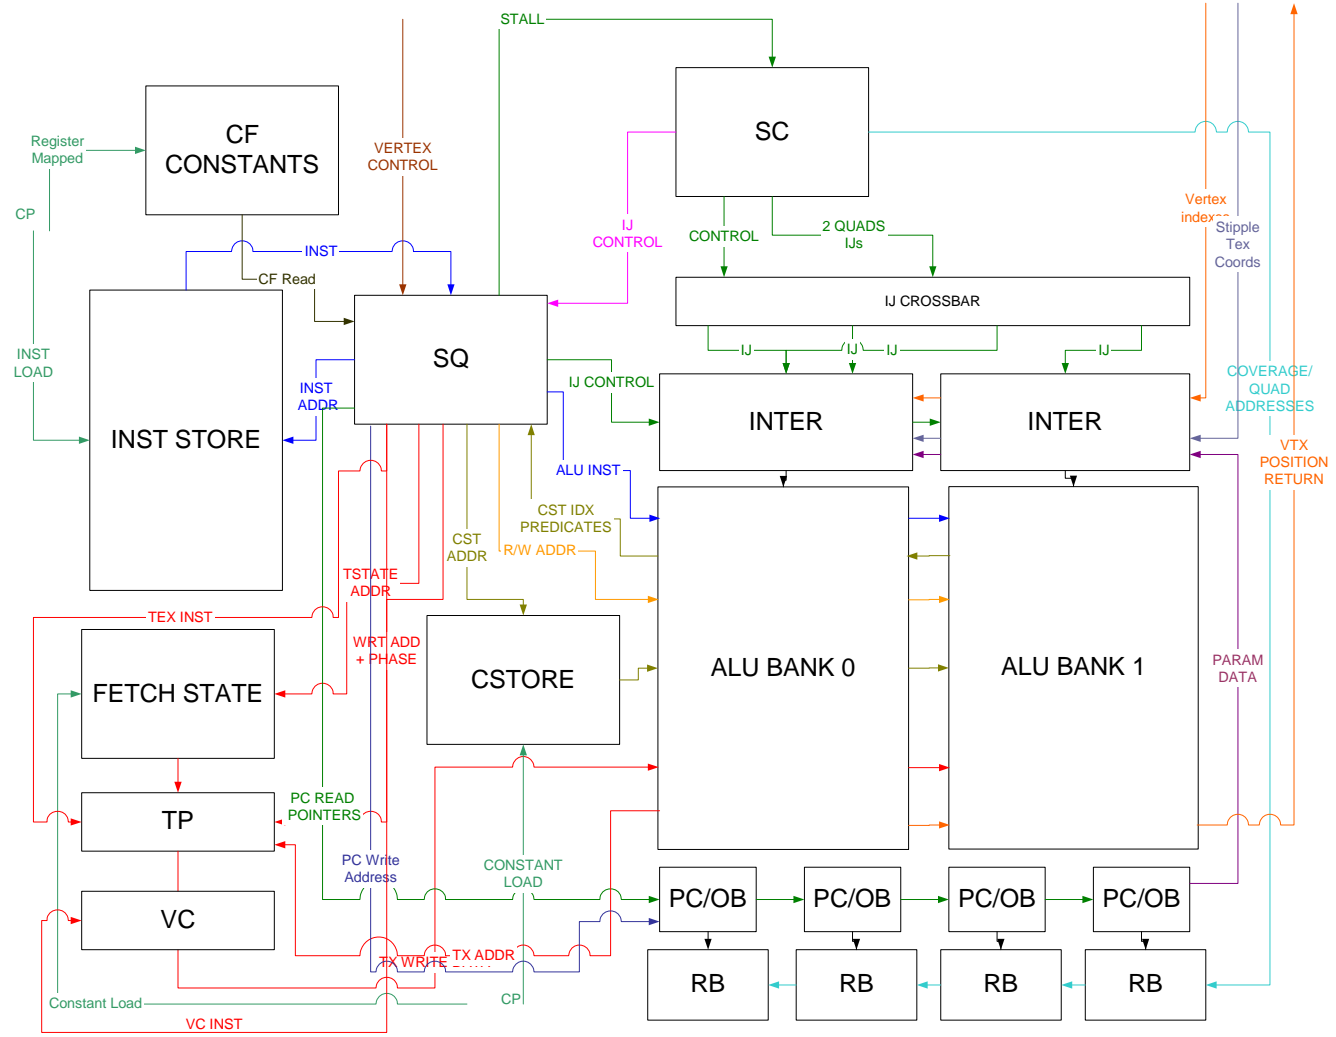 STALL
SC
CF
CONSTANTS
Register
Mapped
VERTEX
CONTROL
CP
IJ
CONTROL
CONTROL
2 QUADS
IJs
Vertex
indexes
Stipple
Tex
Coords
INST
CF Read
IJ CROSSBAR
SQ
IJ
IJ
IJ
IJ
INST
LOAD
INST
ADDR
IJ CONTROL
COVERAGE/
QUAD
ADDRESSES
INST STORE
INTER
INTER
VTX
POSITION
RETURN
ALU INST
CST IDX
PREDICATES
CST
ADDR
R/W ADDR
TSTATE
ADDR
TEX INST
WRT ADD
+ PHASE
FETCH STATE
CSTORE
ALU BANK 0
ALU BANK 1
PARAM
DATA
TP
PC READ
POINTERS
PC Write
Address
CONSTANT
LOAD
VC
PC/OB
PC/OB
PC/OB
PC/OB
TX ADDR
TX WRITE
RB
RB
RB
RB
Constant Load
CP
VC INST